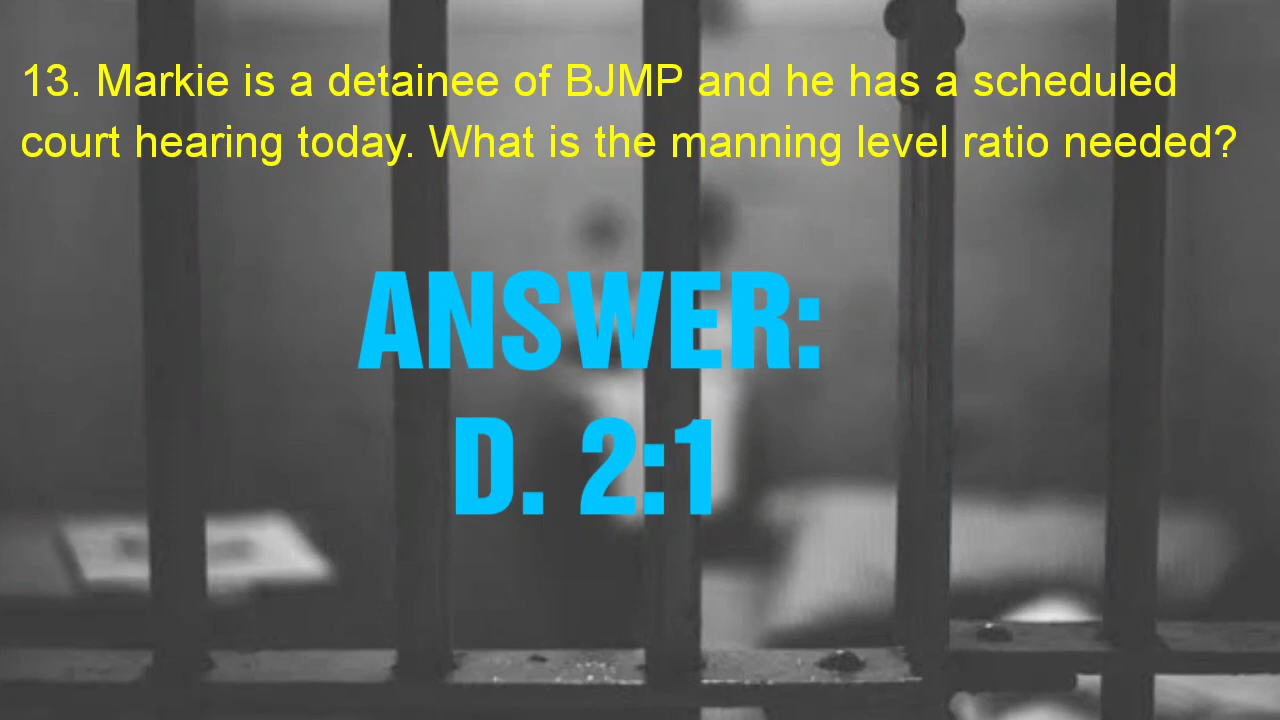 13. Markie is a detainee of BJMP and he has a scheduled
court hearing today. What is the manning level ratio needed?
ANSWER:
D. 2:1